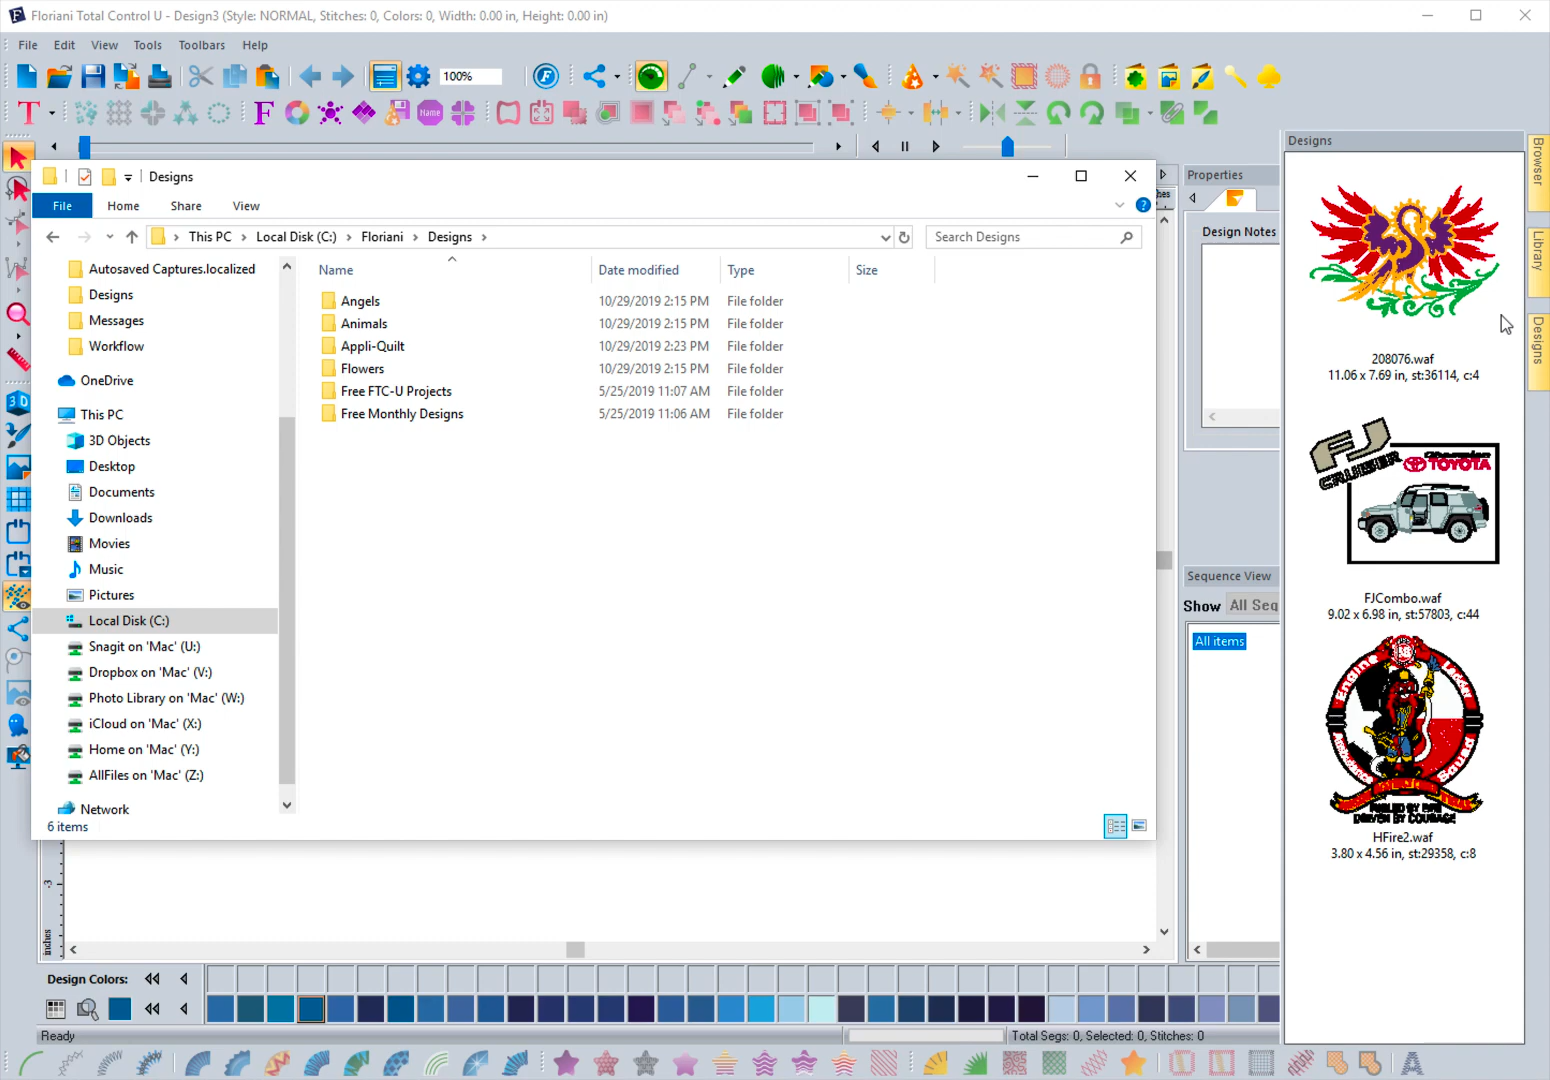 Floriani Total Control U - Design3 (Style: NORMAL, Stitches: 0, Colors: 0, Width: 0.00 in, Height: 0.00 in)
File Edit View Tools Toolbars Help
100%
Name
Designs
File Home Share View
This PC Local Disk (C:) Floriani Designs
Search Designs
Autosaved Captures.localized
Designs
Messages
Workflow
OneDrive
This PC
3D Objects
Desktop
Documents
Downloads
Movies
Music
Pictures
Local Disk (C:)
Snagit on 'Mac' (U:)
Dropbox on 'Mac' (V:)
Photo Library on 'Mac' (W:)
iCloud on 'Mac' (X:)
Home on 'Mac' (Y:)
AllFiles on 'Mac' (Z:)
Network
6 items
Name Date modified Type Size
Angels 10/29/2019 2:15 PM File folder
Animals 10/29/2019 2:15 PM File folder
Appli-Quilt 10/29/2019 2:23 PM File folder
Flowers 10/29/2019 2:15 PM File folder
Free FTC-U Projects 5/25/2019 11:07 AM File folder
Free Monthly Designs 5/25/2019 11:06 AM File folder
Properties
Design Notes
Sequence View
Show All Seq
All items
Designs
208076.waf
11.06 x 7.69 in, st:36114, c:4
FJ
CRUISER
TOYOTA
FJCombo.waf
9.02 x 6.98 in, st:57803, c:44
Engine
Ladder
Squad
DRIVEN BY COURAGE
HFire2.waf
3.80 x 4.56 in, st:29358, c:8
Browser
Library
Designs
3D
-3
inches
Design Colors:
Ready
Total Segs: 0, Selected: 0, Stitches: 0